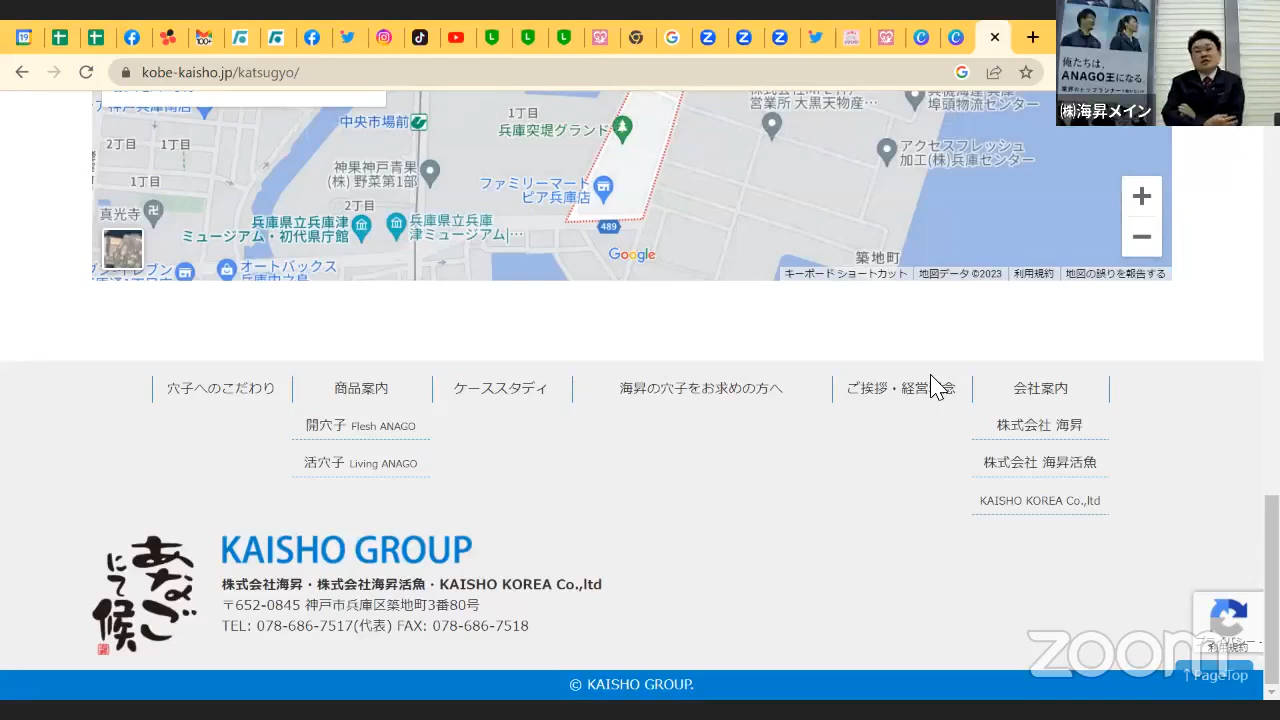 19
100+
kobe-kaisho.jp/katsugyo/
俺たちは、
ANAGO王になる。
㈱海昇メイン
1丁目
中央市場前
兵庫突堤グランド
営業所 大黒天物産…
埠頭物流センター
2丁目
1丁目
神果神戸青果
(株) 野菜第1部
アクセスフレッシュ
加工(株)兵庫センター
1丁目
ファミリーマート
ピア兵庫店
真光寺
2丁目
兵庫県立兵庫津
ミュージアム・初代県庁館
兵庫県立兵庫
津ミュージアム|…
489
Google
築地町
オートバックス
キーボード ショートカット
地図データ ©2023
利用規約
地図の誤りを報告する
穴子へのこだわり
商品案内
ケーススタディ
海昇の穴子をお求めの方へ
ご挨拶・経営
会社案内
開穴子 Flesh ANAGO
株式会社 海昇
活穴子 Living ANAGO
株式会社 海昇活魚
KAISHO KOREA Co.,ltd
あなご
にて候
KAISHO GROUP
株式会社海昇・株式会社海昇活魚・KAISHO KOREA Co.,ltd
〒652-0845 神戸市兵庫区築地町3番80号
TEL: 078-686-7517(代表) FAX: 078-686-7518
zoom
↑PageTop
© KAISHO GROUP.